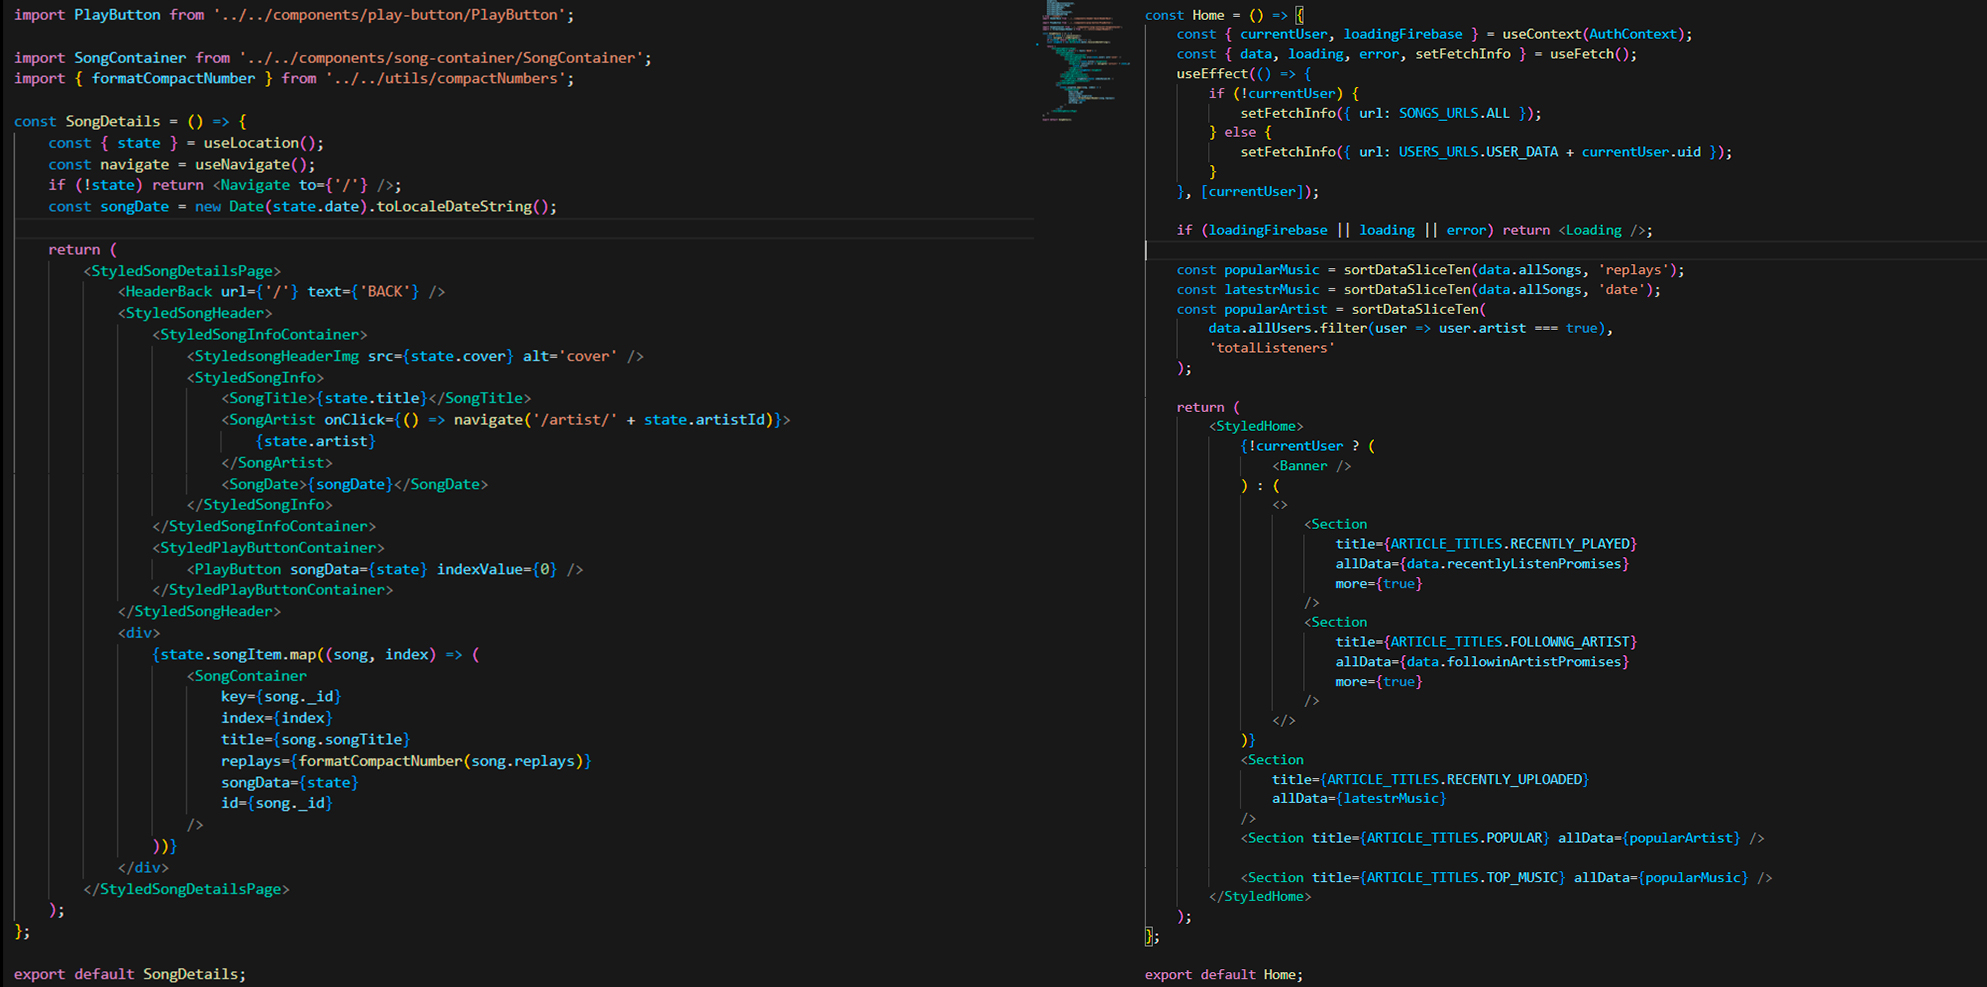 import PlayButton from '../../components/play-button/PlayButton';
import SongContainer from '../../components/song-container/SongContainer';
import { formatCompactNumber } from '../../utils/compactNumbers';
const SongDetails = () => {
const { state } = useLocation();
const navigate = useNavigate();
if (!state) return <Navigate to={'/'} />;
const songDate = new Date(state.date).toLocaleDateString();
return (
<StyledSongDetailsPage>
<HeaderBack url={'/'} text={'BACK'} />
<StyledSongHeader>
<StyledSongInfoContainer>
<StyledsongHeaderImg src={state.cover} alt='cover' />
<StyledSongInfo>
<SongTitle>{state.title}</SongTitle>
<SongArtist onClick={() => navigate('/artist/' + state.artistId)}>
{state.artist}
</SongArtist>
<SongDate>{songDate}</SongDate>
</StyledSongInfo>
</StyledSongInfoContainer>
<StyledPlayButtonContainer>
<PlayButton songData={state} indexValue={0} />
</StyledPlayButtonContainer>
</StyledSongHeader>
<div>
{state.songItem.map((song, index) => (
<SongContainer
key={song._id}
index={index}
title={song.songTitle}
replays={formatCompactNumber(song.replays)}
songData={state}
id={song._id}
/>
))}
</div>
</StyledSongDetailsPage>
);
};
export default SongDetails;
const Home = () => {
const { currentUser, loadingFirebase } = useContext(AuthContext);
const { data, loading, error, setFetchInfo } = useFetch();
useEffect(() => {
if (!currentUser) {
setFetchInfo({ url: SONGS_URLS.ALL });
} else {
setFetchInfo({ url: USERS_URLS.USER_DATA + currentUser.uid });
}
}, [currentUser]);
if (loadingFirebase || loading || error) return <Loading />;
const popularMusic = sortDataSliceTen(data.allSongs, 'replays');
const latestrMusic = sortDataSliceTen(data.allSongs, 'date');
const popularArtist = sortDataSliceTen(
data.allUsers.filter(user => user.artist === true),
'totalListeners'
);
return (
<StyledHome>
{!currentUser ? (
<Banner />
) : (
<>
<Section
title={ARTICLE_TITLES.RECENTLY_PLAYED}
allData={data.recentlyListenPromises}
more={true}
/>
<Section
title={ARTICLE_TITLES.FOLLOWNG_ARTIST}
allData={data.followinArtistPromises}
more={true}
/>
</>
)}
<Section
title={ARTICLE_TITLES.RECENTLY_UPLOADED}
allData={latestrMusic}
/>
<Section title={ARTICLE_TITLES.POPULAR} allData={popularArtist} />
<Section title={ARTICLE_TITLES.TOP_MUSIC} allData={popularMusic} />
</StyledHome>
);
};
export default Home;